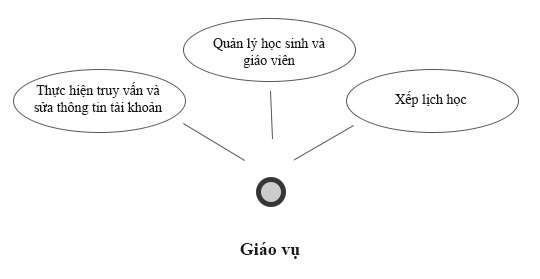 Quản lý học sinh và
giáo viên
Thực hiện truy vấn và
sửa thông tin tài khoản
Xếp lịch học
Giáo vụ